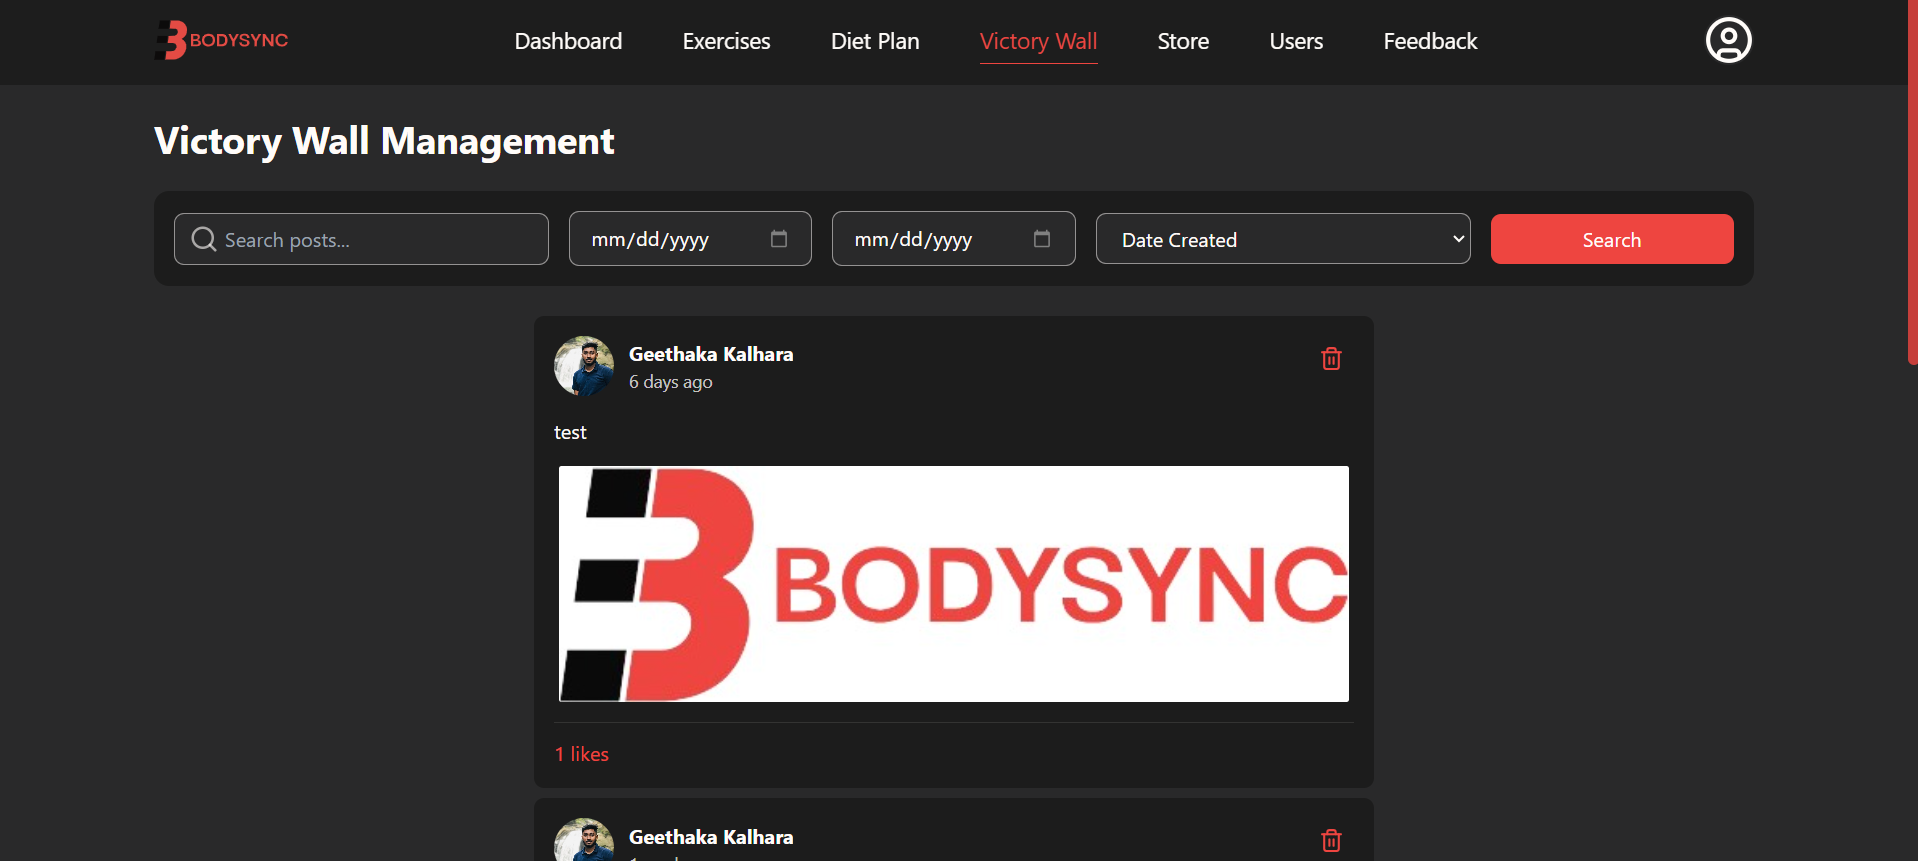 BODYSYNC
Dashboard Exercises Diet Plan Victory Wall Store Users Feedback
Victory Wall Management
Search posts... mm/dd/yyyy mm/dd/yyyy Date Created Search
Geethaka Kalhara
6 days ago
test
BODYSYNC
1 likes
Geethaka Kalhara